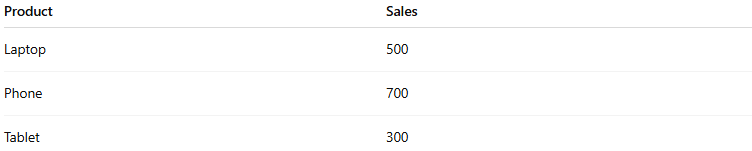 Product Sales
Laptop 500
Phone 700
Tablet 300